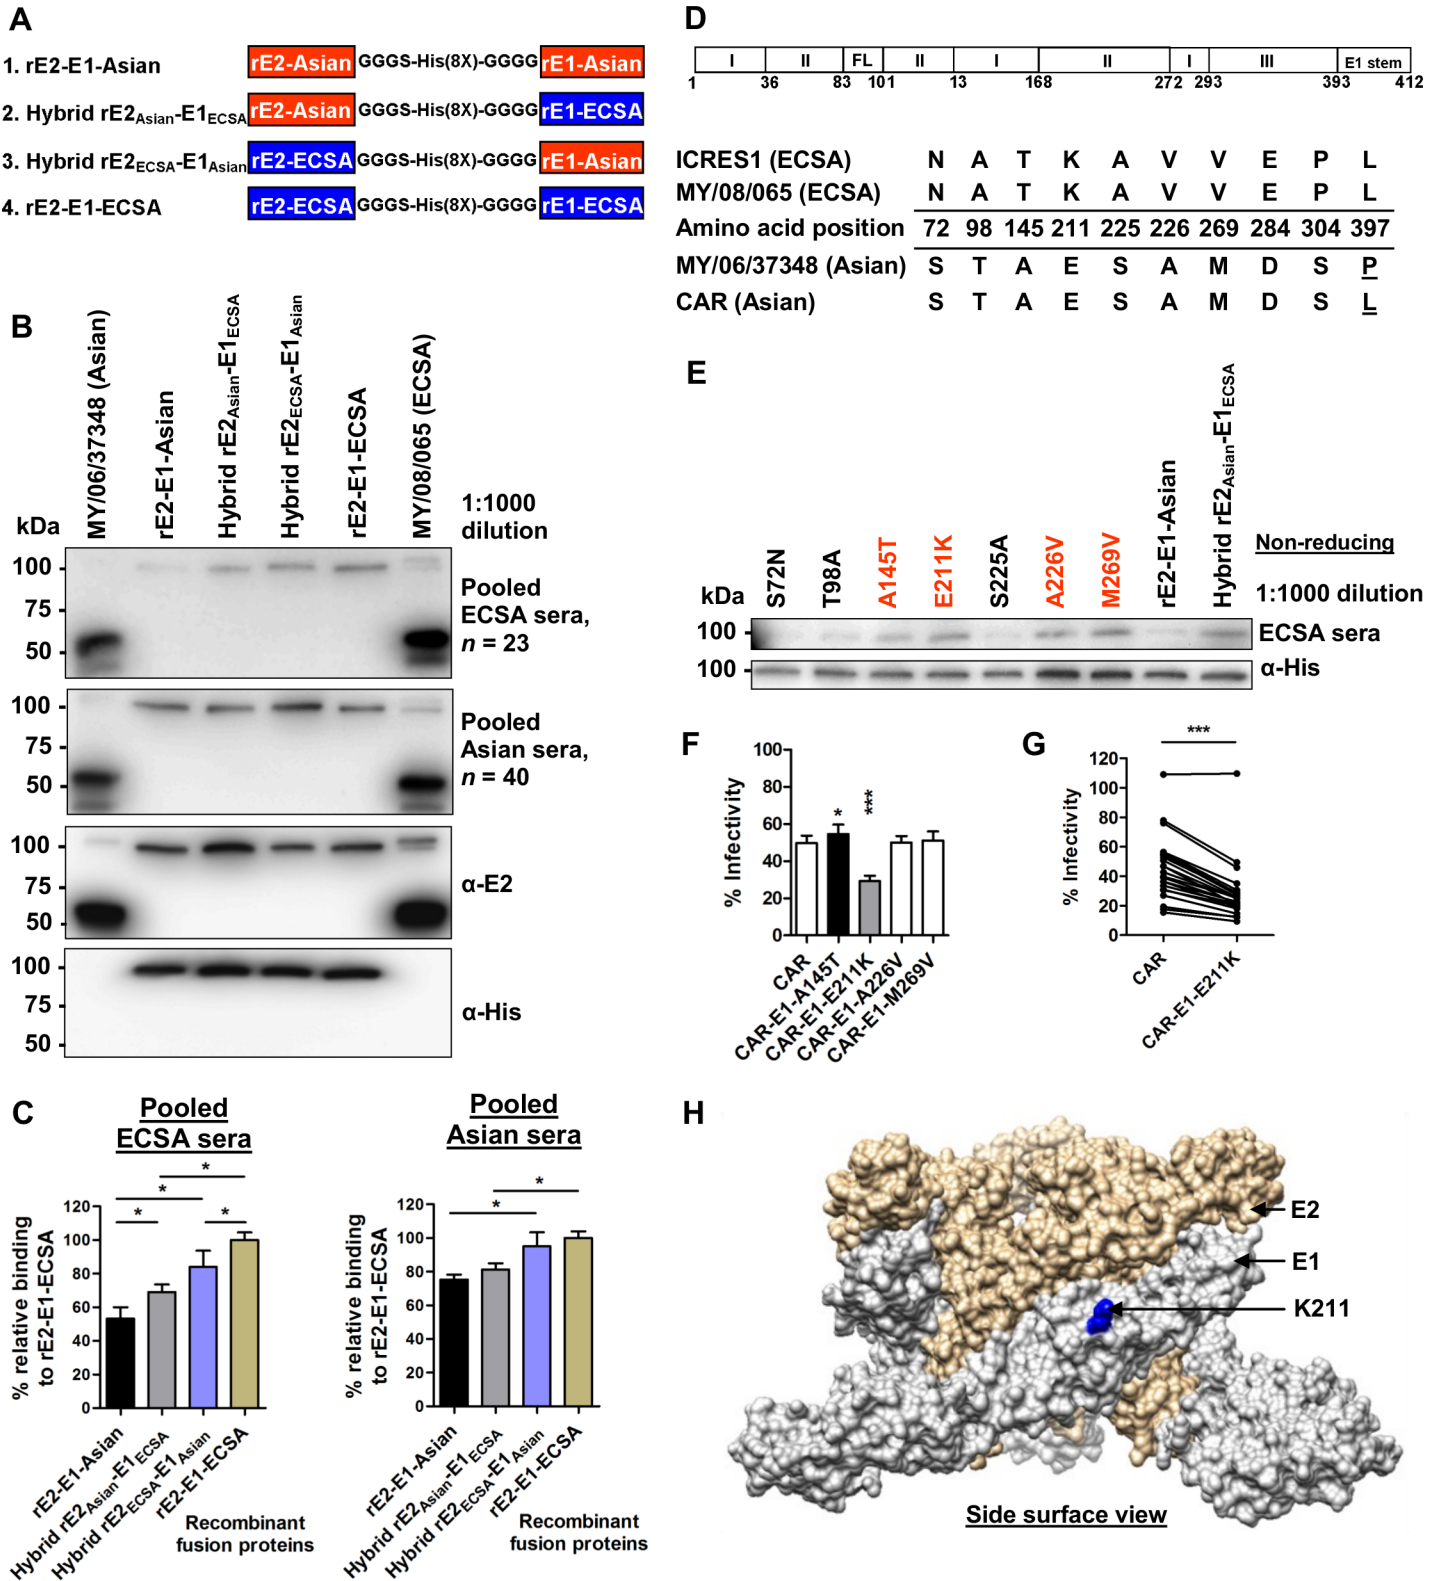 A
1. rE2-E1-Asian rE2-Asian GGGS-His(8X)-GGGG rE1-Asian
2. Hybrid rE2Asian-E1ECSA rE2-Asian GGGS-His(8X)-GGGG rE1-ECSA
3. Hybrid rE2ECSA-E1Asian rE2-ECSA GGGS-His(8X)-GGGG rE1-Asian
4. rE2-E1-ECSA rE2-ECSA GGGS-His(8X)-GGGG rE1-ECSA
B
MY/06/37348 (Asian)
rE2-E1-Asian
Hybrid rE2Asian-E1ECSA
Hybrid rE2ECSA-E1Asian
rE2-E1-ECSA
MY/08/065 (ECSA)
1:1000
dilution
kDa
100
75
50
Pooled
ECSA sera,
n = 23
100
75
50
Pooled
Asian sera,
n = 40
100
75
50
α-E2
100
75
50
α-His
C
Pooled
ECSA sera
% relative binding
to rE2-E1-ECSA
120
100
80
60
40
20
0
* * * *
rE2-E1-Asian
Hybrid rE2Asian-E1ECSA
Hybrid rE2ECSA-E1Asian
rE2-E1-ECSA
Recombinant
fusion proteins
Pooled
Asian sera
% relative binding
to rE2-E1-ECSA
120
100
80
60
40
20
0
* *
rE2-E1-Asian
Hybrid rE2Asian-E1ECSA
Hybrid rE2ECSA-E1Asian
rE2-E1-ECSA
Recombinant
fusion proteins
D
I II FL II I II I III E1 stem
1 36 83 101 13 168 272 293 393 412
ICRES1 (ECSA) N A T K A V V E P L
MY/08/065 (ECSA) N A T K A V V E P L
Amino acid position 72 98 145 211 225 226 269 284 304 397
MY/06/37348 (Asian) S T A E S A M D S P
CAR (Asian) S T A E S A M D S L
E
S72N
T98A
A145T
E211K
S225A
A226V
M269V
rE2-E1-Asian
Hybrid rE2Asian-E1ECSA
Non-reducing
1:1000 dilution
kDa
100 ECSA sera
100 α-His
F
% Infectivity
100
80
60
40
20
0
*
***
CAR
CAR-E1-A145T
CAR-E1-E211K
CAR-E1-A226V
CAR-E1-M269V
G
***
% Infectivity
120
100
80
60
40
20
0
CAR
CAR-E1-E211K
H
E2
E1
K211
Side surface view